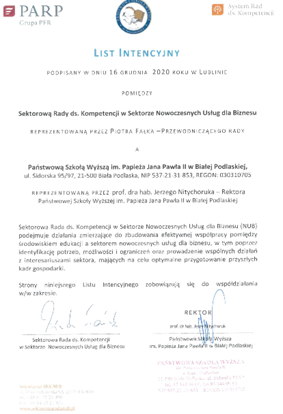 PARP
Grupa PFR
System Rad
ds. Kompetencji
LIST INTENCYJNY
PODPISANY W DNIU 16 GRUDNIA 2020 ROKU W LUBLINIE
POMIĘDZY
Sektorową Rady ds. Kompetencji w Sektorze Nowoczesnych Usług dla Biznesu
REPREZENTOWANĄ PRZEZ PIOTRA FĄŁKA –PRZEWODNICZĄCEGO RADY
A
Państwową Szkołą Wyższą im. Papieża Jana Pawła II w Białej Podlaskiej,
ul. Sidorska 95/97, 21-500 Biała Podlaska, NIP 537-21-31-853, REGON: 030310705
REPREZENTOWANĄ PRZEZ prof. dra hab. Jerzego Nitychoruka – Rektora
Państwowej Szkoły Wyższej im. Papieża Jana Pawła II w Białej Podlaskiej
Sektorowa Rada ds. Kompetencji w Sektorze Nowoczesnych Usług dla Biznesu (NUB)
podejmuje działania zmierzające do zbudowania efektywnej współpracy pomiędzy
środowiskiem edukacji a sektorem nowoczesnych usług dla biznesu, w tym poprzez
identyfikację potrzeb, możliwości i ograniczeń oraz prowadzenie wspólnych działań
z interesariuszami sektora, mających na celu optymalne przygotowanie przyszłych
kadr gospodarki.
Strony niniejszego Listu Intencyjnego zobowiązują się do współdziałania
w/w zakresie.
REKTOR
prof. dr hab. Jerzy Nitychoruk
Sektorowa Rada ds. Kompetencji
w Sektorze Nowoczesnych Usług dla Biznesu
Państwowa Szkoła Wyższa
im. Papieża Jana Pawła II w Białej Podlaskiej
PAŃSTWOWA SZKOŁA WYŻSZA